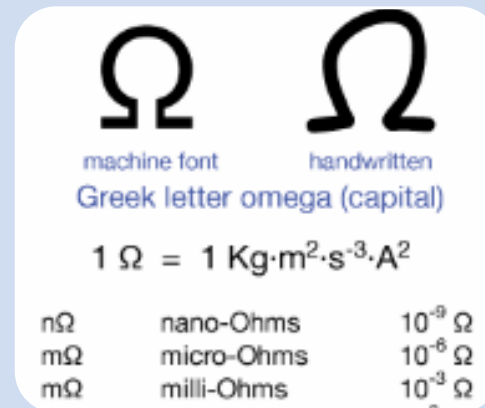 Ω Ω
machine font handwritten
Greek letter omega (capital)
1 Ω = 1 Kg·m²·s⁻³·A²
nΩ nano-Ohms 10⁻⁹ Ω
mΩ micro-Ohms 10⁻⁶ Ω
mΩ milli-Ohms 10⁻³ Ω